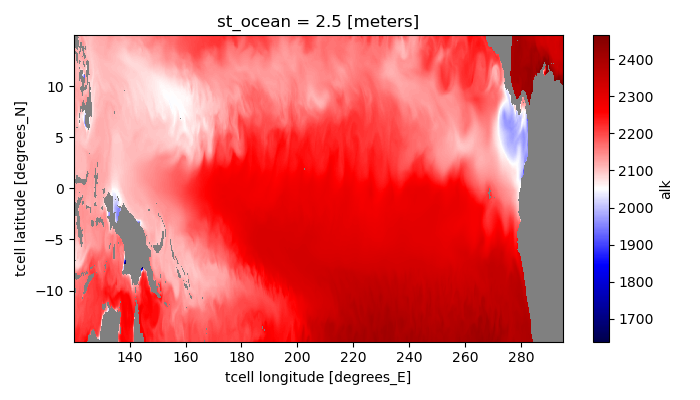 st_ocean = 2.5 [meters]
tcell latitude [degrees_N]
10
5
0
−5
−10
140 160 180 200 220 240 260 280
tcell longitude [degrees_E]
2400
2300
2200
2100
2000
1900
1800
1700
alk